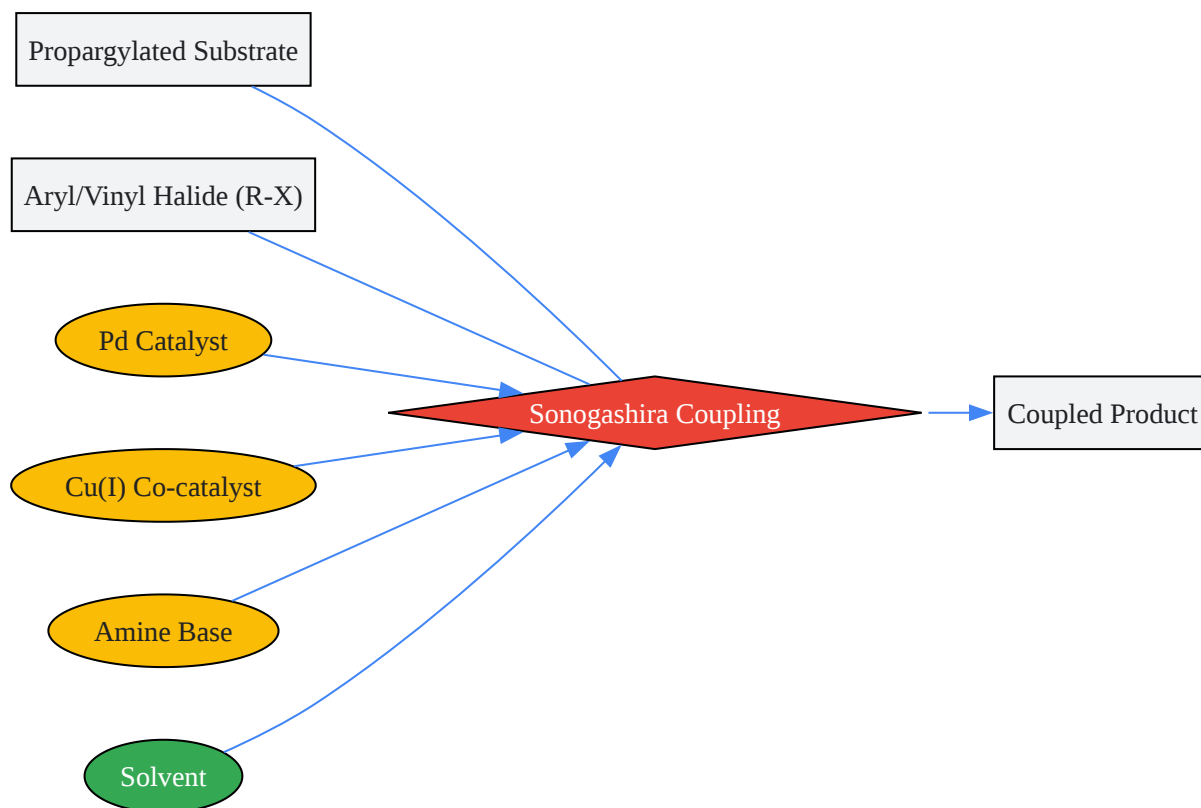 Propargylated Substrate
Aryl/Vinyl Halide (R-X)
Pd Catalyst
Sonogashira Coupling
Coupled Product
Cu(I) Co-catalyst
Amine Base
Solvent